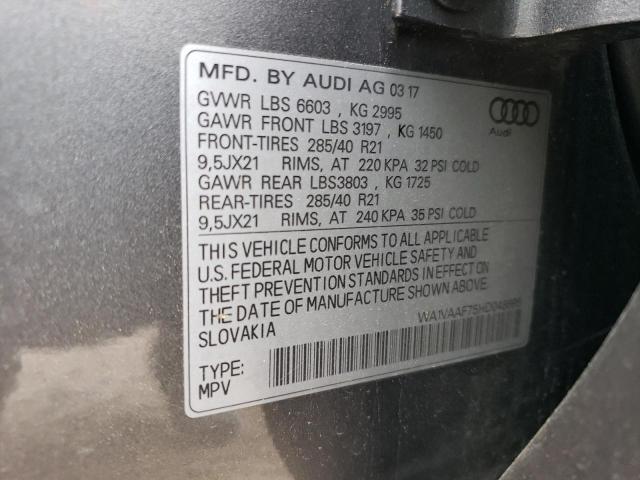 MFD. BY AUDI AG 03 17
GVWR LBS 6603 , KG 2995
GAWR FRONT LBS 3197 , KG 1450
FRONT-TIRES 285/40 R21
9,5JX21 RIMS, AT 220 KPA 32 PSI COLD
GAWR REAR LBS3803 , KG 1725
REAR-TIRES 285/40 R21
9,5JX21 RIMS, AT 240 KPA 35 PSI COLD
Audi
THIS VEHICLE CONFORMS TO ALL APPLICABLE
U.S. FEDERAL MOTOR VEHICLE SAFETY AND
THEFT PREVENTION STANDARDS IN EFFECT ON
THE DATE OF MANUFACTURE SHOWN ABOVE.
SLOVAKIA
TYPE:
MPV